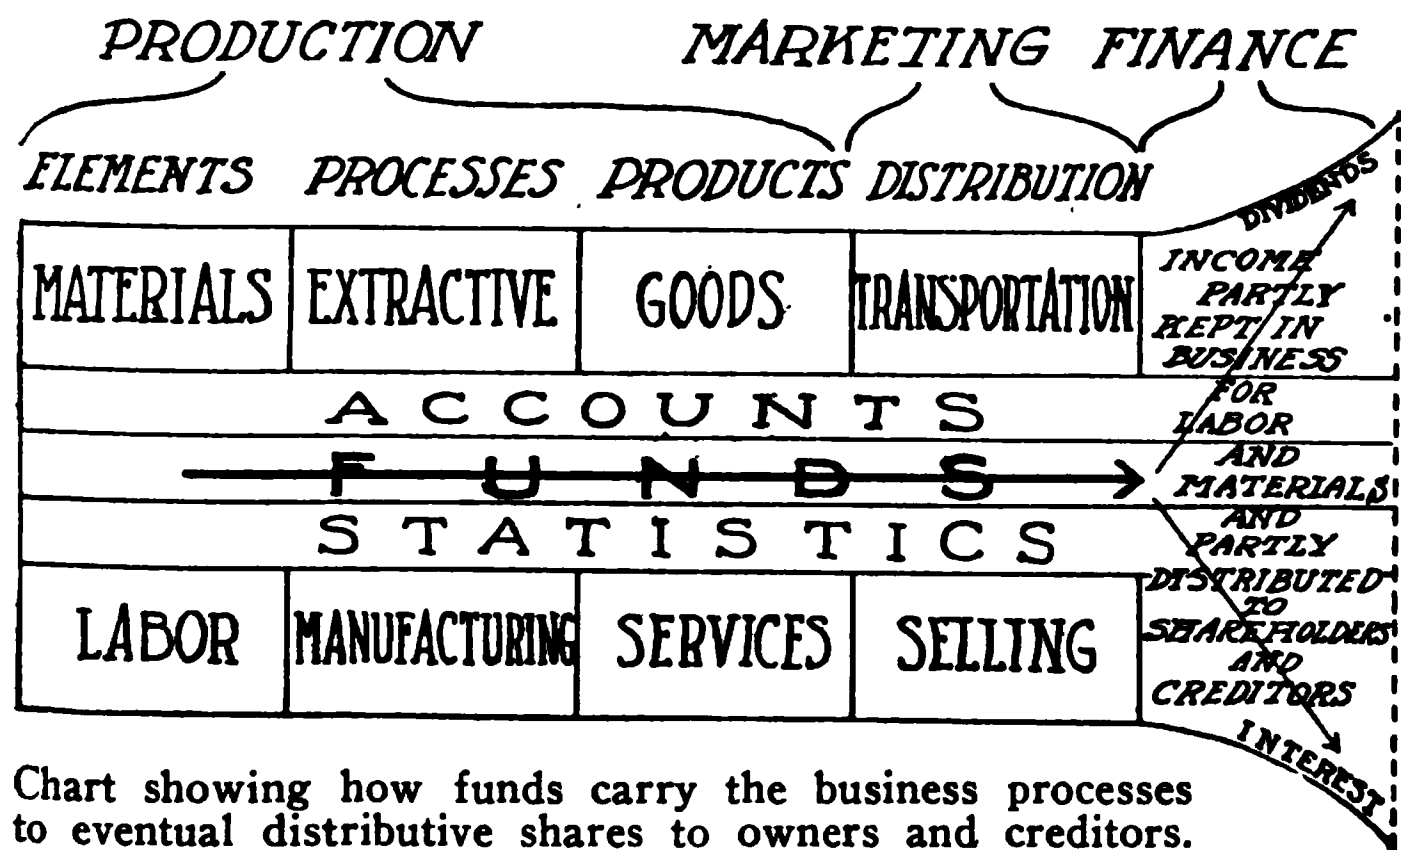 PRODUCTION MARKETING FINANCE
ELEMENTS PROCESSES PRODUCTS DISTRIBUTION
DIVIDENDS
MATERIALS EXTRACTIVE GOODS TRANSPORTATION
INCOME
PARTLY
KEPT IN
BUSINESS
FOR
LABOR
AND
MATERIALS
AND
PARTLY
DISTRIBUTED
TO
SHAREHOLDERS
AND
CREDITORS
ACCOUNTS
FUNDS
STATISTICS
LABOR MANUFACTURING SERVICES SELLING
INTEREST
Chart showing how funds carry the business processes
to eventual distributive shares to owners and creditors.